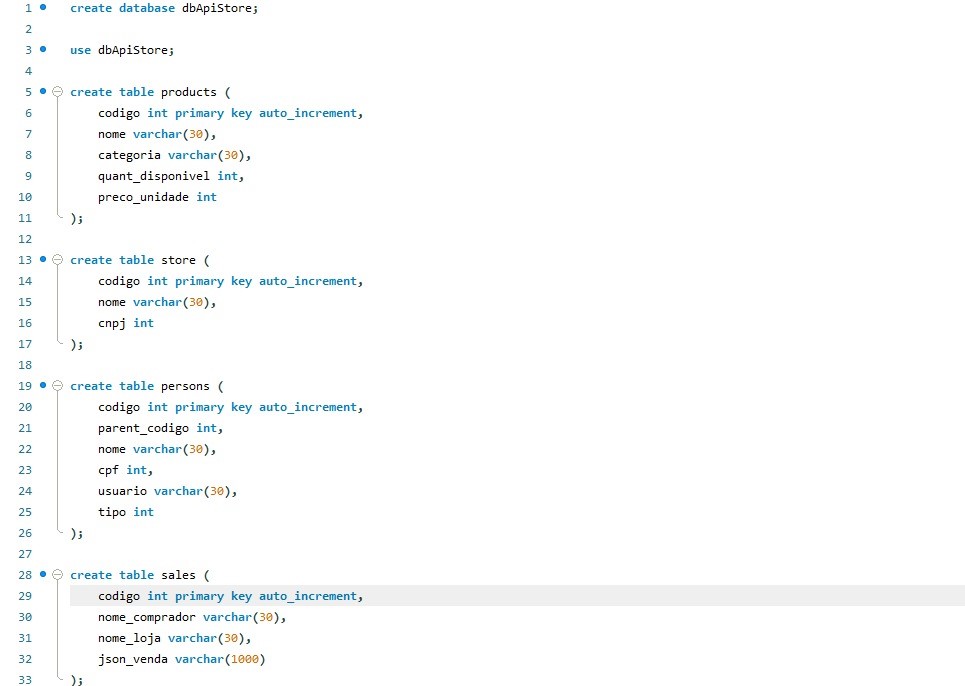 1 create database dbApiStore;
2
3 use dbApiStore;
4
5 create table products (
6 codigo int primary key auto_increment,
7 nome varchar(30),
8 categoria varchar(30),
9 quant_disponivel int,
10 preco_unidade int
11 );
12
13 create table store (
14 codigo int primary key auto_increment,
15 nome varchar(30),
16 cnpj int
17 );
18
19 create table persons (
20 codigo int primary key auto_increment,
21 parent_codigo int,
22 nome varchar(30),
23 cpf int,
24 usuario varchar(30),
25 tipo int
26 );
27
28 create table sales (
29 codigo int primary key auto_increment,
30 nome_comprador varchar(30),
31 nome_loja varchar(30),
32 json_venda varchar(1000)
33 );